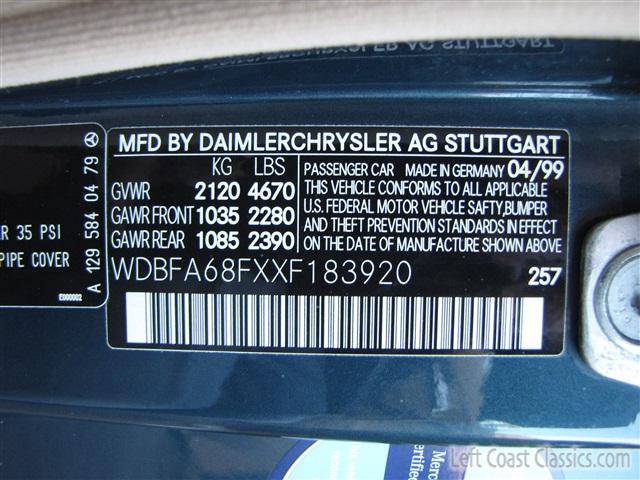 MFD BY DAIMLERCHRYSLER AG STUTTGART
KG LBS
GVWR 2120 4670
GAWR FRONT 1035 2280
GAWR REAR 1085 2390
PASSENGER CAR MADE IN GERMANY 04/99
THIS VEHICLE CONFORMS TO ALL APPLICABLE
U.S. FEDERAL MOTOR VEHICLE SAFTY,BUMPER
AND THEFT PREVENTION STANDARDS IN EFFECT
ON THE DATE OF MANUFACTURE SHOWN ABOVE.
WDBFA68FXXF183920
257
35 PSI
PIPE COVER
E000002
A 129 584 04 79
Left Coast Classics.com